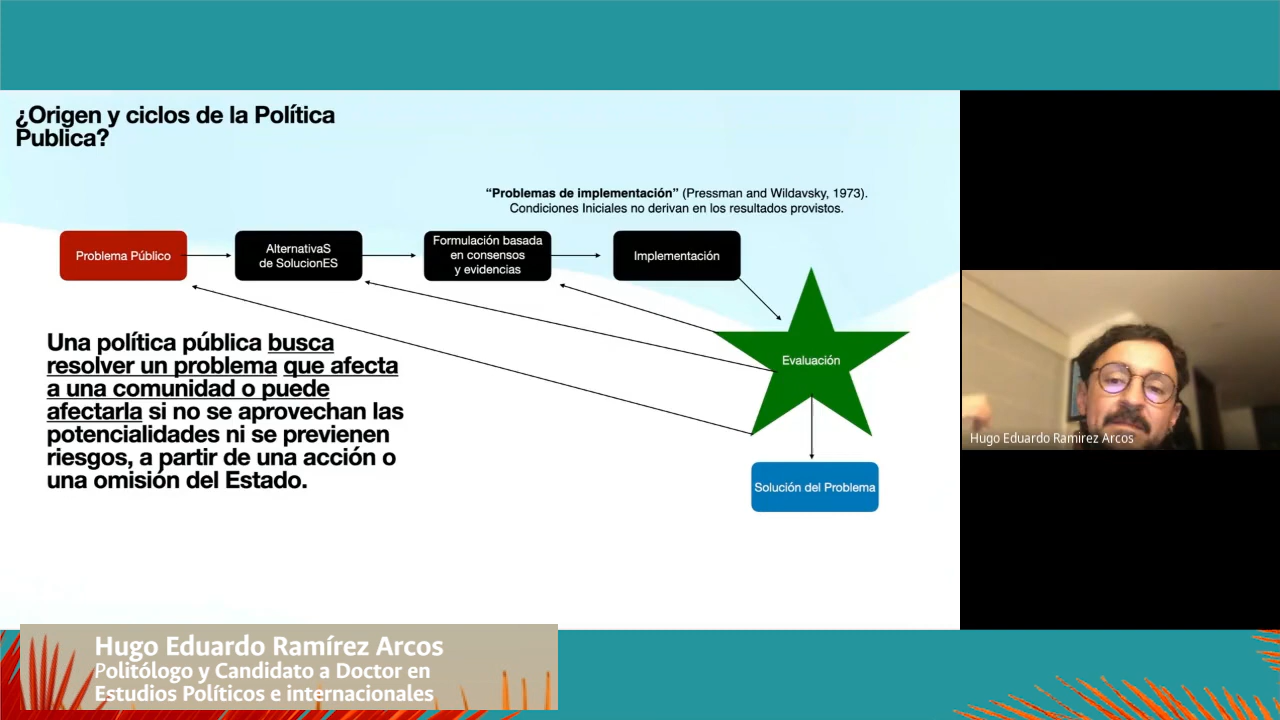 ¿Origen y ciclos de la Política
Publica?
“Problemas de implementación” (Pressman and Wildavsky, 1973).
Condiciones Iniciales no derivan en los resultados provistos.
Problema Público
AlternativaS
de SolucionES
Formulación basada
en consensos
y evidencias
Implementación
Evaluación
Una política pública busca
resolver un problema que afecta
a una comunidad o puede
afectarla si no se aprovechan las
potencialidades ni se previenen
riesgos, a partir de una acción o
una omisión del Estado.
Solución del Problema
Hugo Eduardo Ramirez Arcos
Hugo Eduardo Ramírez Arcos
Politólogo y Candidato a Doctor en
Estudios Políticos e internacionales